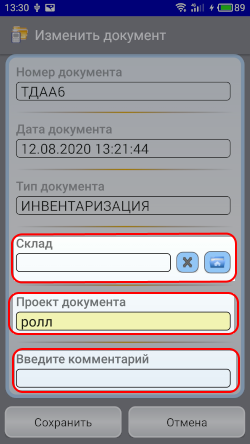 13:30 89
Изменить документ
Номер документа
ТДАА6
Дата документа
12.08.2020 13:21:44
Тип документа
ИНВЕНТАРИЗАЦИЯ
Склад
Проект документа
ролл
Введите комментарий
Сохранить Отмена